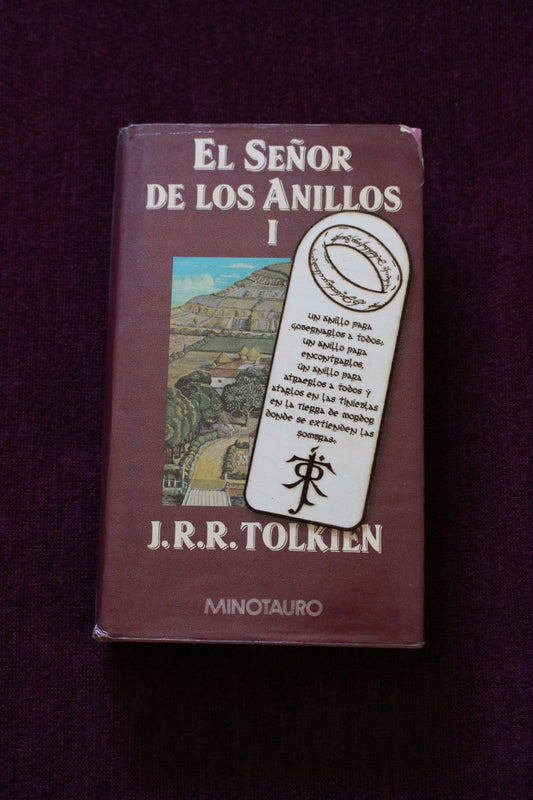 EL SEÑOR
DE LOS ANILLOS
I
UN ANILLO PARA
GOBERNARLOS A TODOS,
UN ANILLO PARA
ENCONTRARLOS,
UN ANILLO PARA
ATRAERLOS A TODOS Y
ATARLOS EN LAS TINIEBLAS
EN LA TIERRA DE MORDOR
DONDE SE EXTIENDEN LAS
SOMBRAS.
J.R.R. TOLKIEN
MINOTAURO